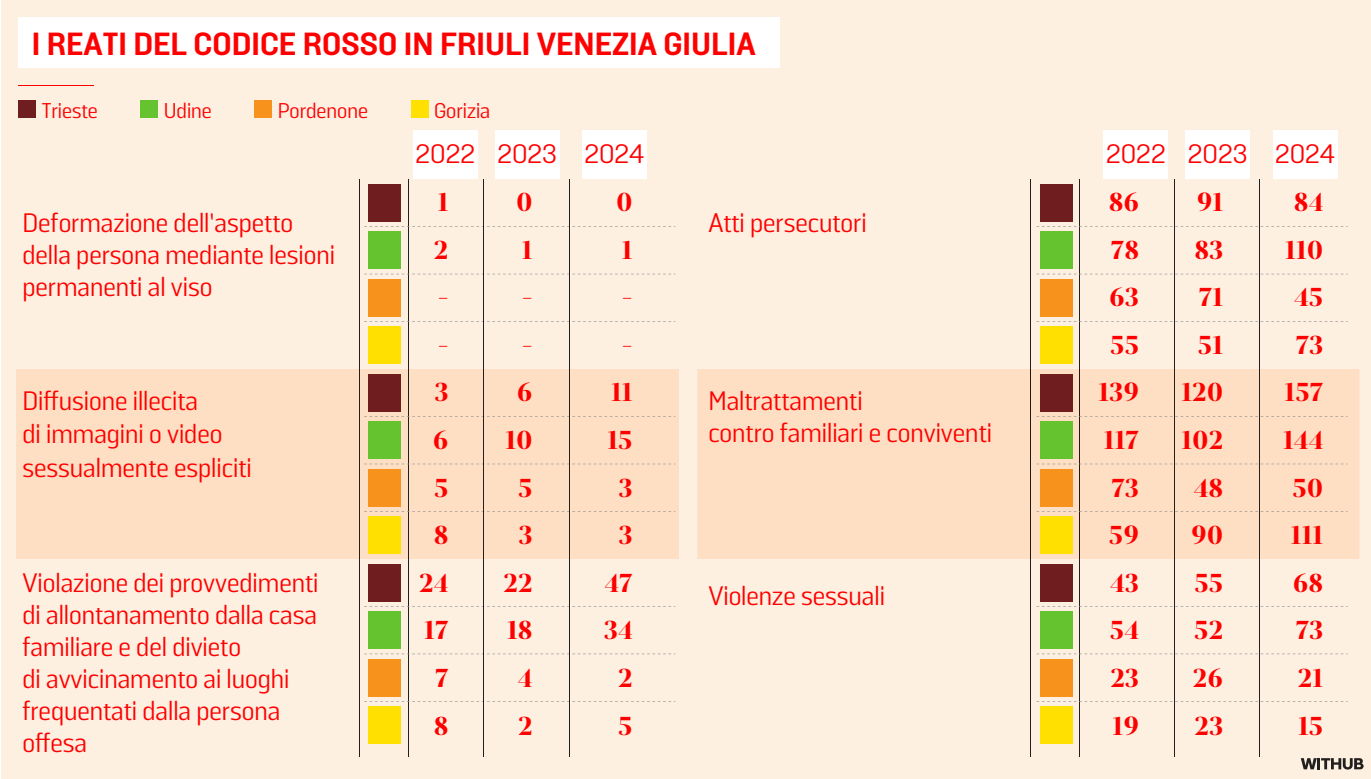 I REATI DEL CODICE ROSSO IN FRIULI VENEZIA GIULIA
Trieste Udine Pordenone Gorizia
2022 2023 2024
Deformazione dell'aspetto
della persona mediante lesioni
permanenti al viso
1 0 0
2 1 1
– – –
– – –
Diffusione illecita
di immagini o video
sessualmente espliciti
3 6 11
6 10 15
5 5 3
8 3 3
Violazione dei provvedimenti
di allontanamento dalla casa
familiare e del divieto
di avvicinamento ai luoghi
frequentati dalla persona
offesa
24 22 47
17 18 34
7 4 2
8 2 5
2022 2023 2024
Atti persecutori
86 91 84
78 83 110
63 71 45
55 51 73
Maltrattamenti
contro familiari e conviventi
139 120 157
117 102 144
73 48 50
59 90 111
Violenze sessuali
43 55 68
54 52 73
23 26 21
19 23 15
WITHUB